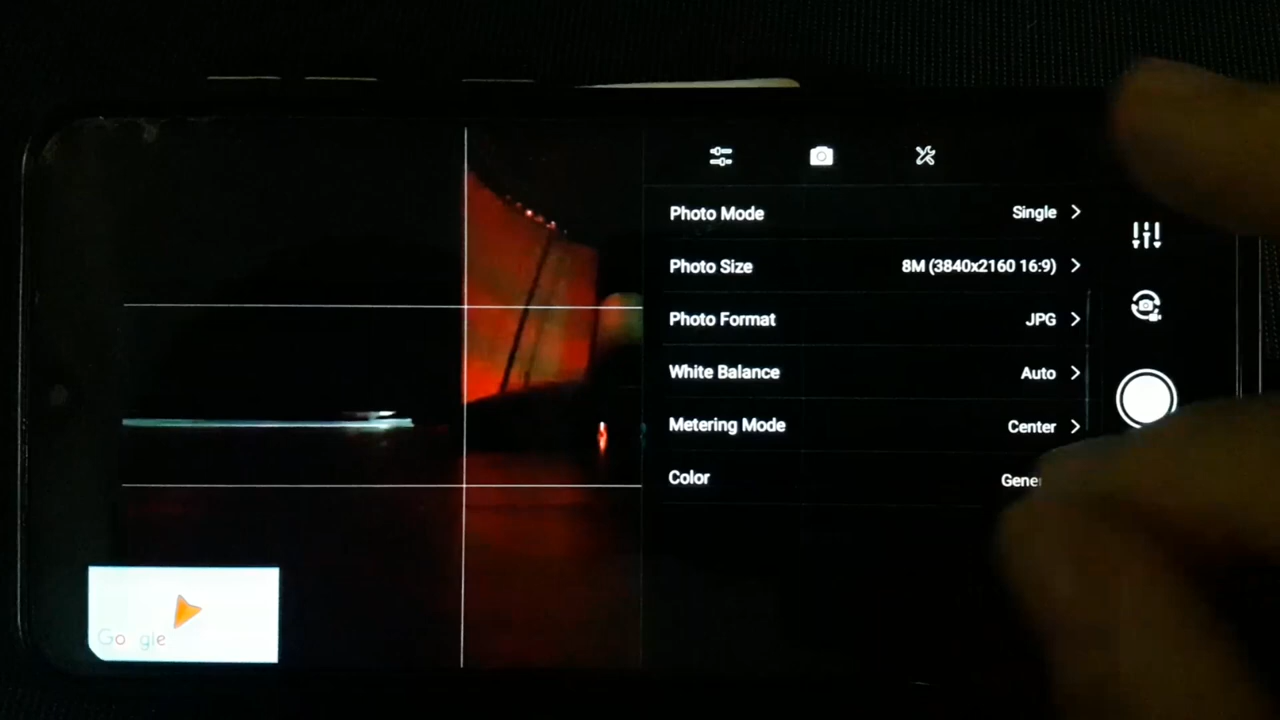 Photo Mode Single
Photo Size 8M (3840x2160 16:9)
Photo Format JPG
White Balance Auto
Metering Mode Center
Color
Google